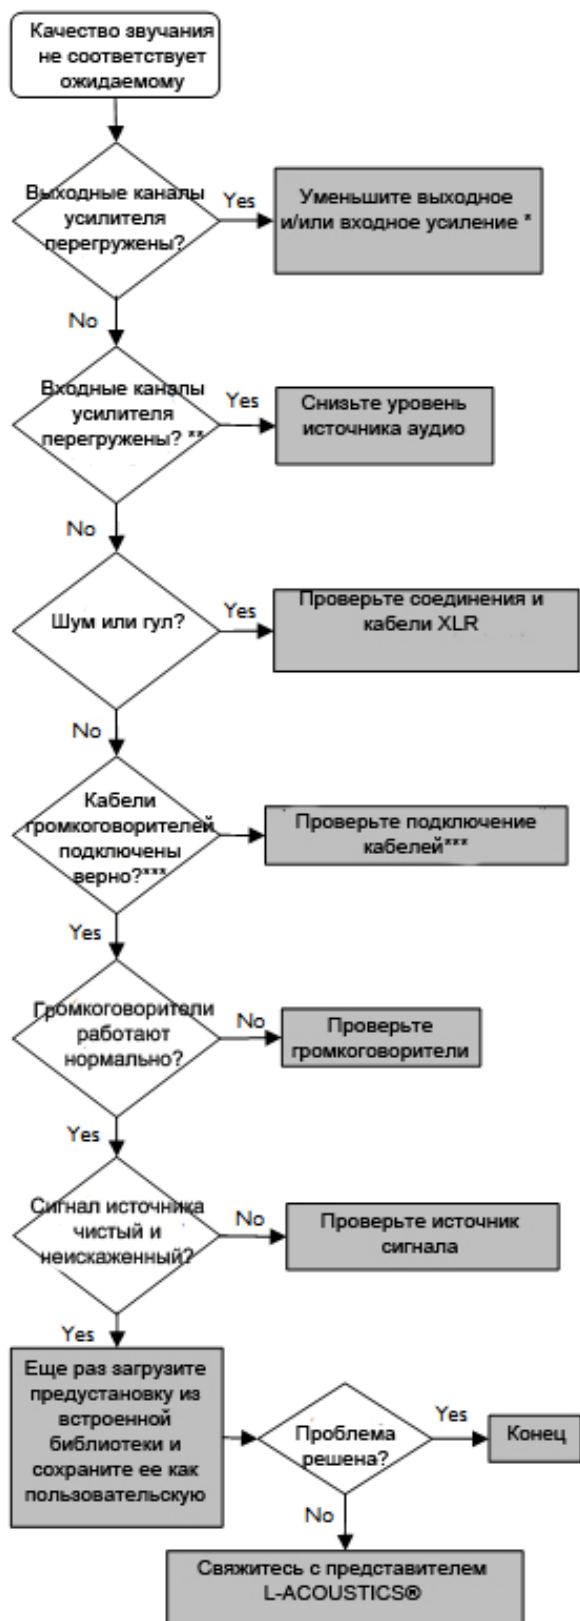 Качество звучания
не соответствует
ожидаемому
Выходные каналы
усилителя
перегружены?
Yes
Уменьшите выходное
и/или входное усиление *
No
Входные каналы
усилителя
перегружены? **
Yes
Снизьте уровень
источника аудио
No
Шум или гул?
Yes
Проверьте соединения и
кабели XLR
No
Кабели
громкоговорителей
подключены
верно?***
Проверьте подключение
кабелей***
Yes
Громкоговорители
работают
нормально?
No
Проверьте
громкоговорители
Yes
Сигнал источника
чистый и
неискаженный?
No
Проверьте источник
сигнала
Yes
Еще раз загрузите
предустановку из
встроенной
библиотеки и
сохраните ее как
пользовательскую
Проблема
решена?
Yes
Конец
No
Свяжитесь с представителем
L-ACOUSTICS®